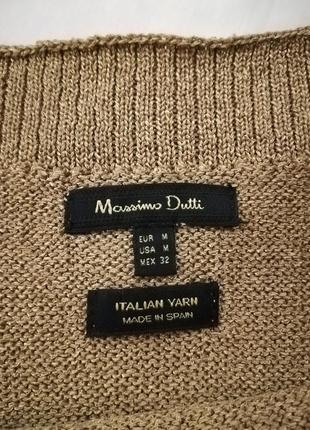 Massimo Dutti
EUR M
USA M
MEX 32
ITALIAN YARN
MADE IN SPAIN